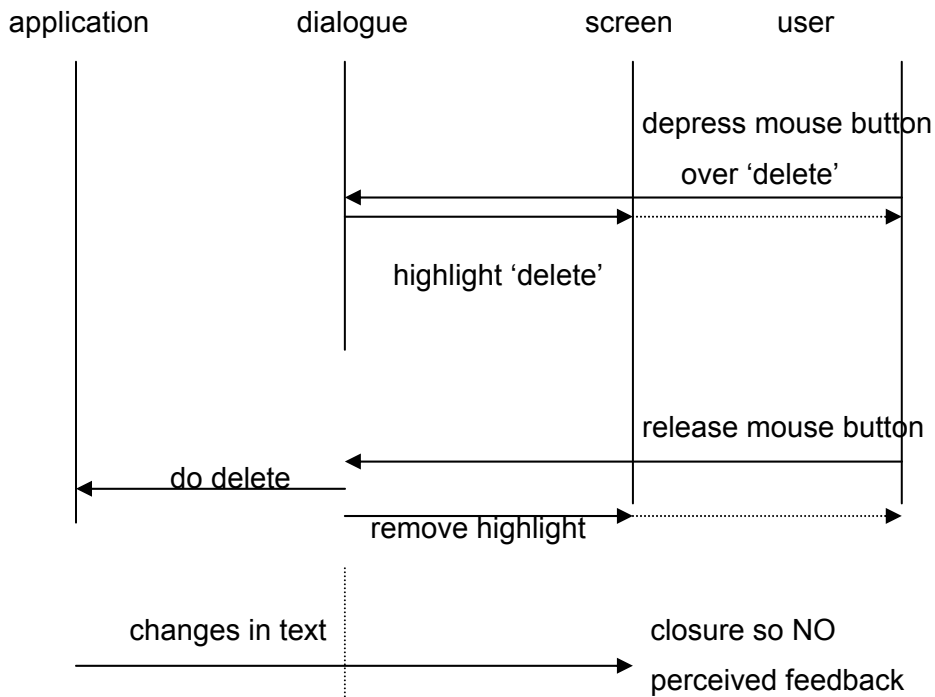 application dialogue screen user
depress mouse button
over ‘delete’
highlight ‘delete’
release mouse button
do delete
remove highlight
changes in text closure so NO
perceived feedback